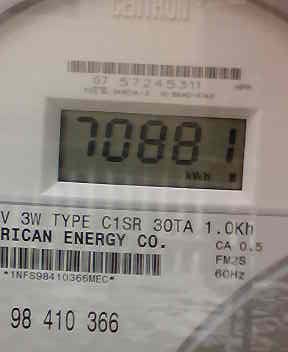 CENTRON
07 57245311
70881
kWh
V 3W TYPE C1SR 30TA 1.0Kh
RICAN ENERGY CO.
CA 0.5
FM2S
60Hz
*1NFS98410366MEC*
98 410 366